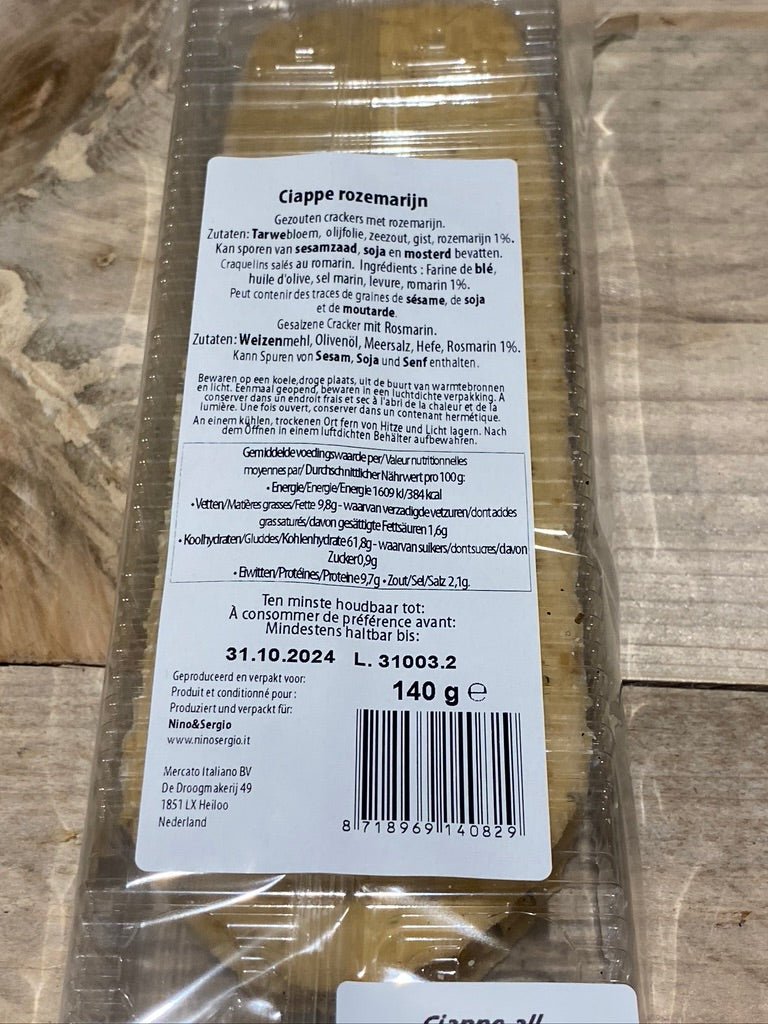 Ciappe rozemarijn
Gezouten crackers met rozemarijn.
Zutaten: Tarwebloem, olijfolie, zeezout, gist, rozemarijn 1%.
Kan sporen van sesamzaad, soja en mosterd bevatten.
Craquelins salés au romarin. Ingrédients : Farine de blé,
huile d'olive, sel marin, levure, romarin 1%.
Peut contenir des traces de graines de sésame, de soja
et de moutarde.
Gesalzene Cracker mit Rosmarin.
Zutaten: Weizenmehl, Olivenöl, Meersalz, Hefe, Rosmarin 1%.
Kann Spuren von Sesam, Soja und Senf enthalten.
Bewaren op een koele,droge plaats, uit de buurt van warmtebronnen
en licht. Eenmaal geopend, bewaren in een luchtdichte verpakking. A
conserver dans un endroit frais et sec à l'abri de la chaleur et de la
lumière. Une fois ouvert, conserver dans un contenant hermétique.
An einem kühlen, trockenen Ort fern von Hitze und Licht lagern. Nach
dem Öffnen in einem luftdichten Behälter aufbewahren.
Gemiddelde voedingswaarde per/Valeur nutritionnelles
moyennes par/ Durchschnittlicher Nährwert pro 100 g:
• Energie/Energie/Energie 1609 kJ/384 kcal
• Vetten/Matières grasses/Fette 9,8g - waarvan verzadigde vetzuren/dont acides
gras saturés/davon gesättigte Fettsäuren 1,6g
• Koolhydraten/Glucides/Kohlenhydrate 61,8g - waarvan suikers/dont sucres/davon
Zucker 0,9g
• Eiwitten/Protéines/Proteine 9,7g • Zout/Sel/Salz 2,1g.
Ten minste houdbaar tot:
À consommer de préférence avant:
Mindestens haltbar bis:
31.10.2024 L. 31003.2
Geproduceerd en verpakt voor:
Produit et conditionné pour :
Produziert und verpackt für:
Nino&Sergio
www.ninosergio.it
140 g e
Mercato Italiano BV
De Droogmakerij 49
1851 LX Heiloo
Nederland
8 718969 140829
Ciappe all